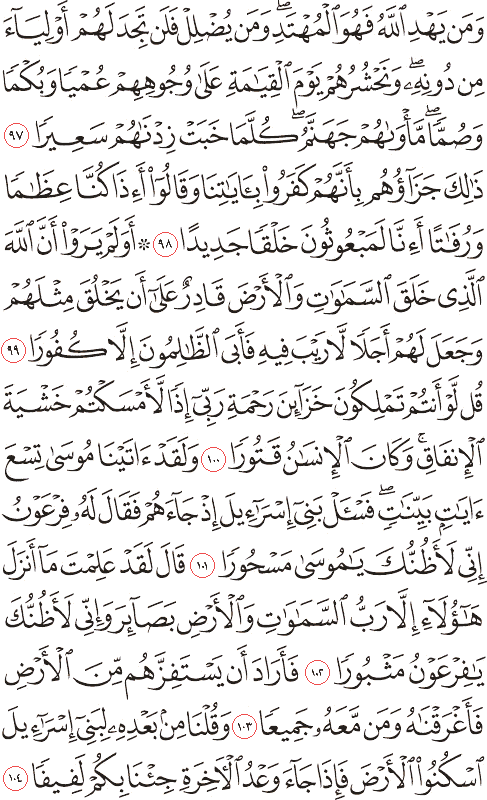 وَمَن يَهْدِ ٱللَّهُ فَهُوَ ٱلْمُهْتَدِۖ وَمَن يُضْلِلْ فَلَن تَجِدَ لَهُمْ أَوْلِيَآءَ
مِن دُونِهِۦۖ وَنَحْشُرُهُمْ يَوْمَ ٱلْقِيَـٰمَةِ عَلَىٰ وُجُوهِهِمْ عُمْيًا وَبُكْمًا
وَصُمًّاۖ مَّأْوَىٰهُمْ جَهَنَّمُۖ كُلَّمَا خَبَتْ زِدْنَـٰهُمْ سَعِيرًا ٩٧
ذَٰلِكَ جَزَآؤُهُم بِأَنَّهُمْ كَفَرُوا۟ بِـَٔايَـٰتِنَا وَقَالُوٓا۟ أَءِذَا كُنَّا عِظَـٰمًا
وَرُفَـٰتًا أَءِنَّا لَمَبْعُوثُونَ خَلْقًا جَدِيدًا ٩٨ ۞ أَوَلَمْ يَرَوْا۟ أَنَّ ٱللَّهَ
ٱلَّذِى خَلَقَ ٱلسَّمَـٰوَٰتِ وَٱلْأَرْضَ قَادِرٌ عَلَىٰٓ أَن يَخْلُقَ مِثْلَهُمْ
وَجَعَلَ لَهُمْ أَجَلًا لَّا رَيْبَ فِيهِ فَأَبَى ٱلظَّـٰلِمُونَ إِلَّا كُفُورًا ٩٩
قُل لَّوْ أَنتُمْ تَمْلِكُونَ خَزَآئِنَ رَحْمَةِ رَبِّىٓ إِذًا لَّأَمْسَكْتُمْ خَشْيَةَ
ٱلْإِنفَاقِۚ وَكَانَ ٱلْإِنسَـٰنُ قَتُورًا ١٠٠ وَلَقَدْ ءَاتَيْنَا مُوسَىٰ تِسْعَ
ءَايَـٰتٍۭ بَيِّنَـٰتٍۖ فَسْـَٔلْ بَنِىٓ إِسْرَٰٓءِيلَ إِذْ جَآءَهُمْ فَقَالَ لَهُۥ فِرْعَوْنُ
إِنِّى لَأَظُنُّكَ يَـٰمُوسَىٰ مَسْحُورًا ١٠١ قَالَ لَقَدْ عَلِمْتَ مَآ أَنزَلَ
هَـٰٓؤُلَآءِ إِلَّا رَبُّ ٱلسَّمَـٰوَٰتِ وَٱلْأَرْضِ بَصَآئِرَ وَإِنِّى لَأَظُنُّكَ
يَـٰفِرْعَوْنُ مَثْبُورًا ١٠٢ فَأَرَادَ أَن يَسْتَفِزَّهُم مِّنَ ٱلْأَرْضِ
فَأَغْرَقْنَـٰهُ وَمَن مَّعَهُۥ جَمِيعًا ١٠٣ وَقُلْنَا مِنۢ بَعْدِهِۦ لِبَنِىٓ إِسْرَٰٓءِيلَ
ٱسْكُنُوا۟ ٱلْأَرْضَ فَإِذَا جَآءَ وَعْدُ ٱلْـَٔاخِرَةِ جِئْنَا بِكُمْ لَفِيفًا ١٠٤